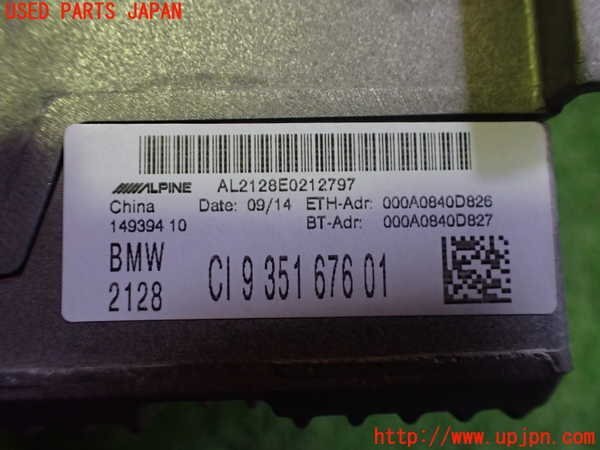 USED PARTS JAPAN
ALPINE AL2128E0212797
China Date: 09/14 ETH-Adr: 000A0840D826
149394 10 BT-Adr: 000A0840D827
BMW
2128 CI 9 351 676 01
http://www.upjpn.com/